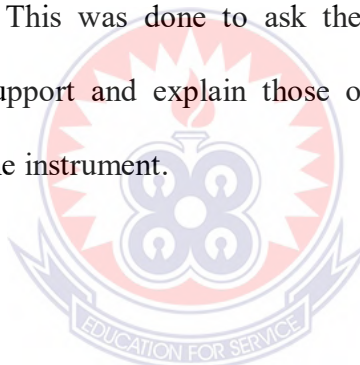 This was done to ask the
upport and explain those o
e instrument.
EDUCATION FOR SERVICE